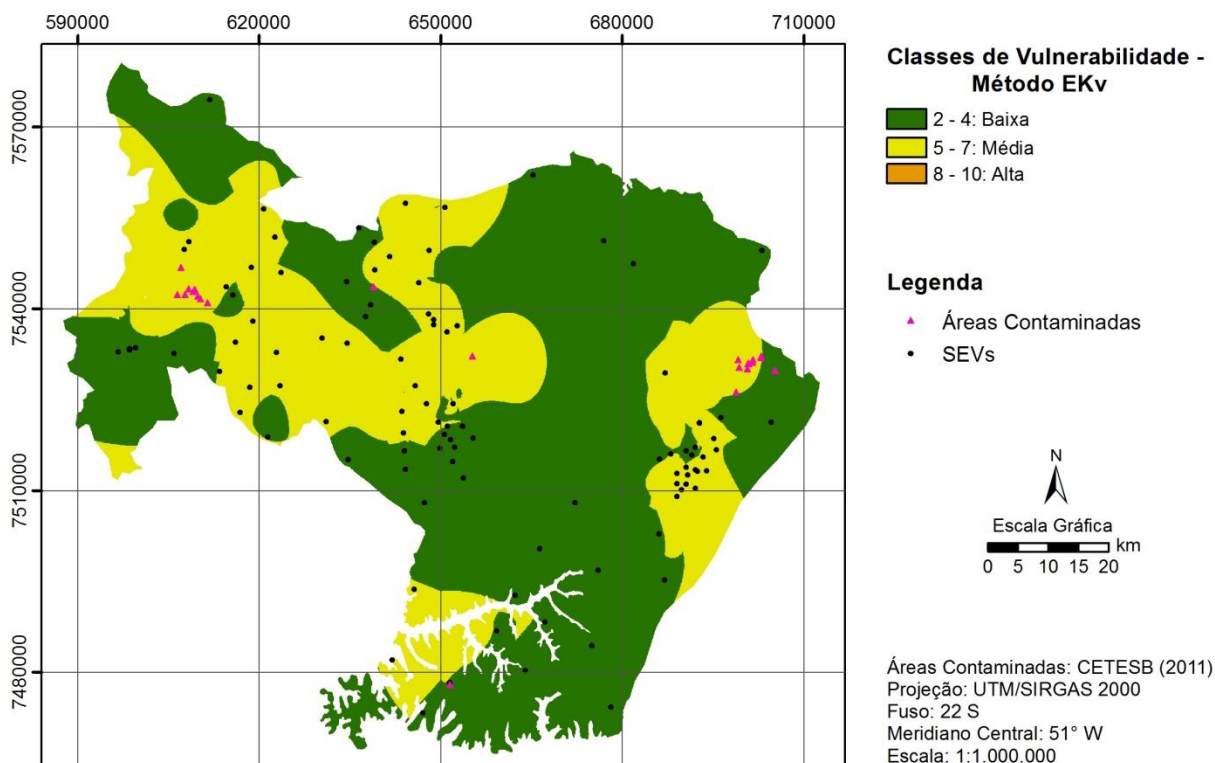 590000 620000 650000 680000 710000
7570000
7540000
7510000
7480000
Classes de Vulnerabilidade -
Método EKv
2 - 4: Baixa
5 - 7: Média
8 - 10: Alta
Legenda
Áreas Contaminadas
SEVs
N
Escala Gráfica
km
0 5 10 15 20
Áreas Contaminadas: CETESB (2011)
Projeção: UTM/SIRGAS 2000
Fuso: 22 S
Meridiano Central: 51° W
Escala: 1:1.000.000